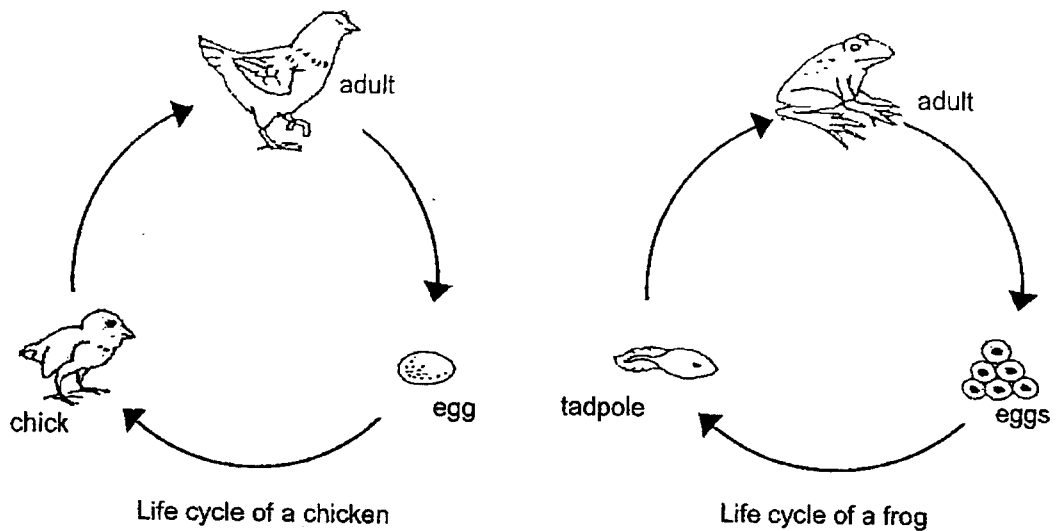 adult
adult
chick
egg
tadpole
eggs
Life cycle of a chicken
Life cycle of a frog